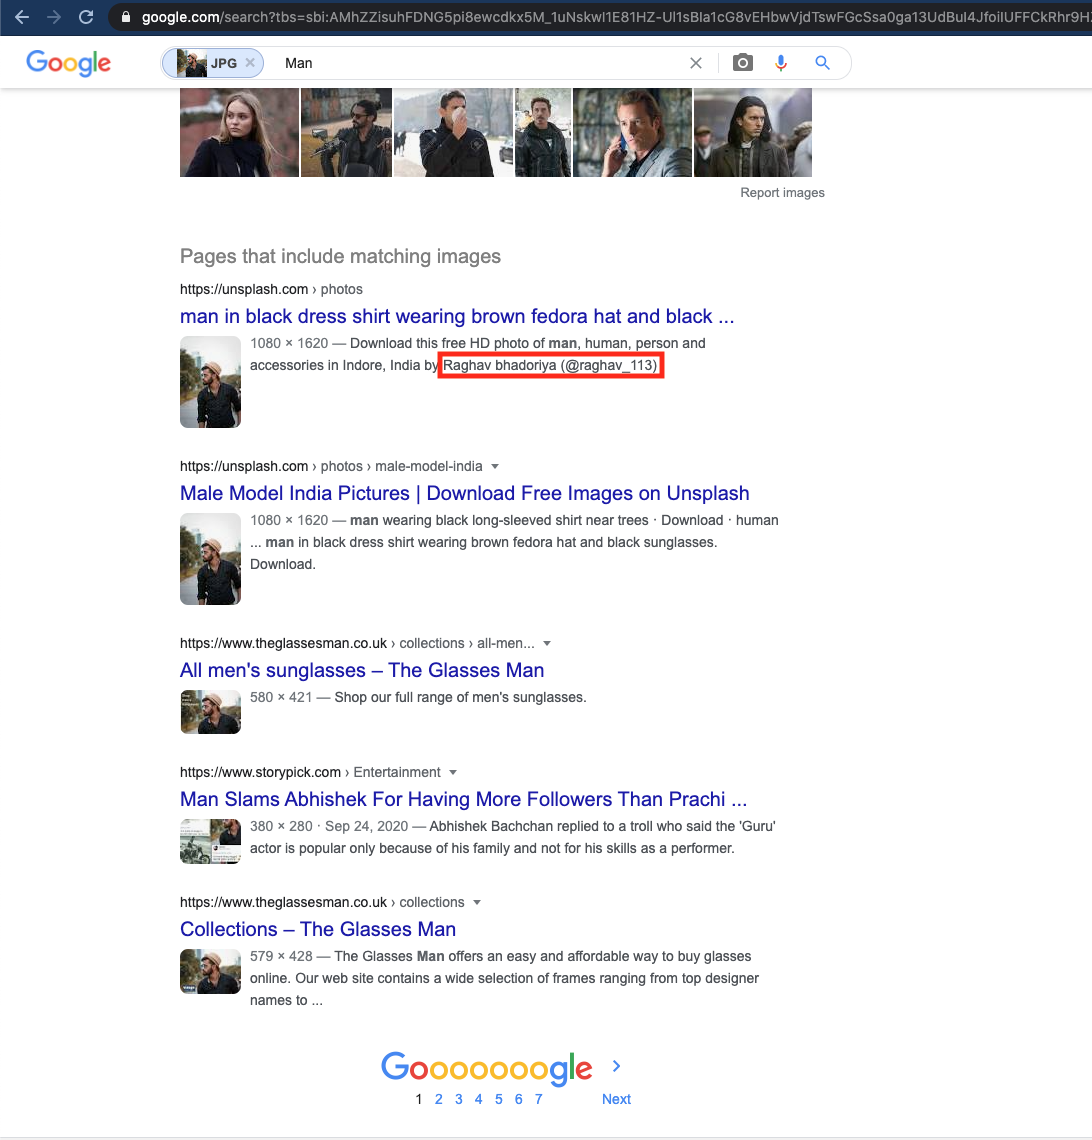 google.com/search?tbs=sbi:AMhZZisuhFDNG5pi8ewcdkx5M_1uNskwl1E81HZ-Ul1sBla1cG8vEHbwVjdTswFGcSsa0ga13UdBul4JfoilUFFCkRhr9H
Google JPG × Man
Report images
Pages that include matching images
https://unsplash.com › photos
man in black dress shirt wearing brown fedora hat and black ...
1080 × 1620 — Download this free HD photo of man, human, person and
accessories in Indore, India by Raghav bhadoriya (@raghav_113)
https://unsplash.com › photos › male-model-india
Male Model India Pictures | Download Free Images on Unsplash
1080 × 1620 — man wearing black long-sleeved shirt near trees · Download · human
... man in black dress shirt wearing brown fedora hat and black sunglasses.
Download.
https://www.theglassesman.co.uk › collections › all-men...
All men's sunglasses – The Glasses Man
580 × 421 — Shop our full range of men's sunglasses.
https://www.storypick.com › Entertainment
Man Slams Abhishek For Having More Followers Than Prachi ...
380 × 280 · Sep 24, 2020 — Abhishek Bachchan replied to a troll who said the 'Guru'
actor is popular only because of his family and not for his skills as a performer.
https://www.theglassesman.co.uk › collections
Collections – The Glasses Man
579 × 428 — The Glasses Man offers an easy and affordable way to buy glasses
online. Our web site contains a wide selection of frames ranging from top designer
names to ...
Goooooooogle
1 2 3 4 5 6 7 Next